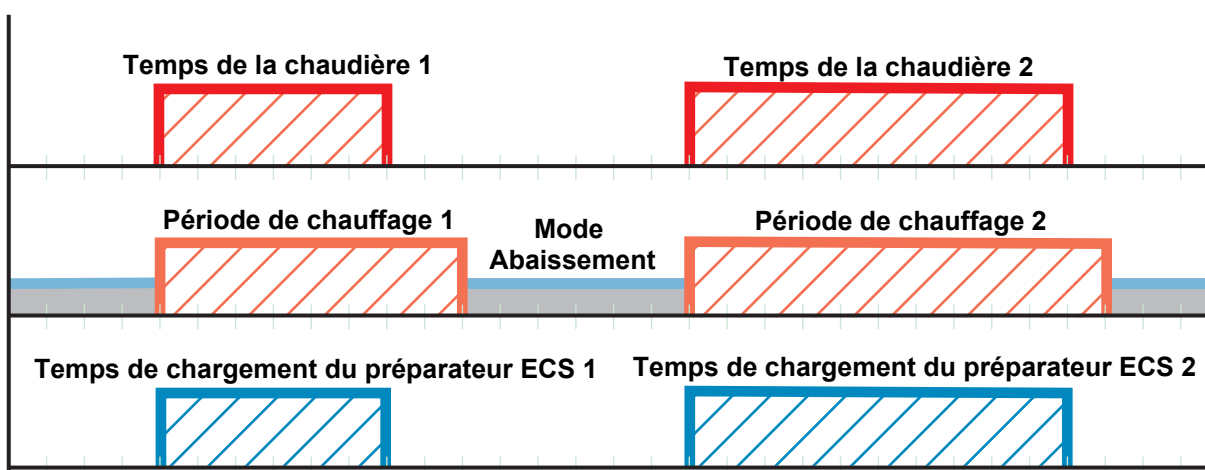 Temps de la chaudière 1
Temps de la chaudière 2
Période de chauffage 1
Mode
Abaissement
Période de chauffage 2
Temps de chargement du préparateur ECS 1
Temps de chargement du préparateur ECS 2